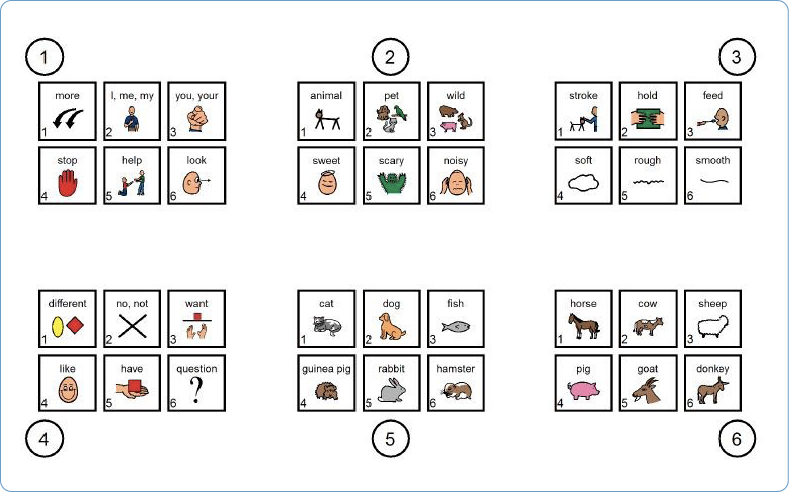 1 2 3
more I, me, my you, your
1 2 3
stop help look
4 5 6
animal pet wild
1 2 3
sweet scary noisy
4 5 6
stroke hold feed
1 2 3
soft rough smooth
4 5 6
different no, not want
1 2 3
like have question
?
4 5 6
cat dog fish
1 2 3
guinea pig rabbit hamster
4 5 6
horse cow sheep
1 2 3
pig goat donkey
4 5 6
4 5 6